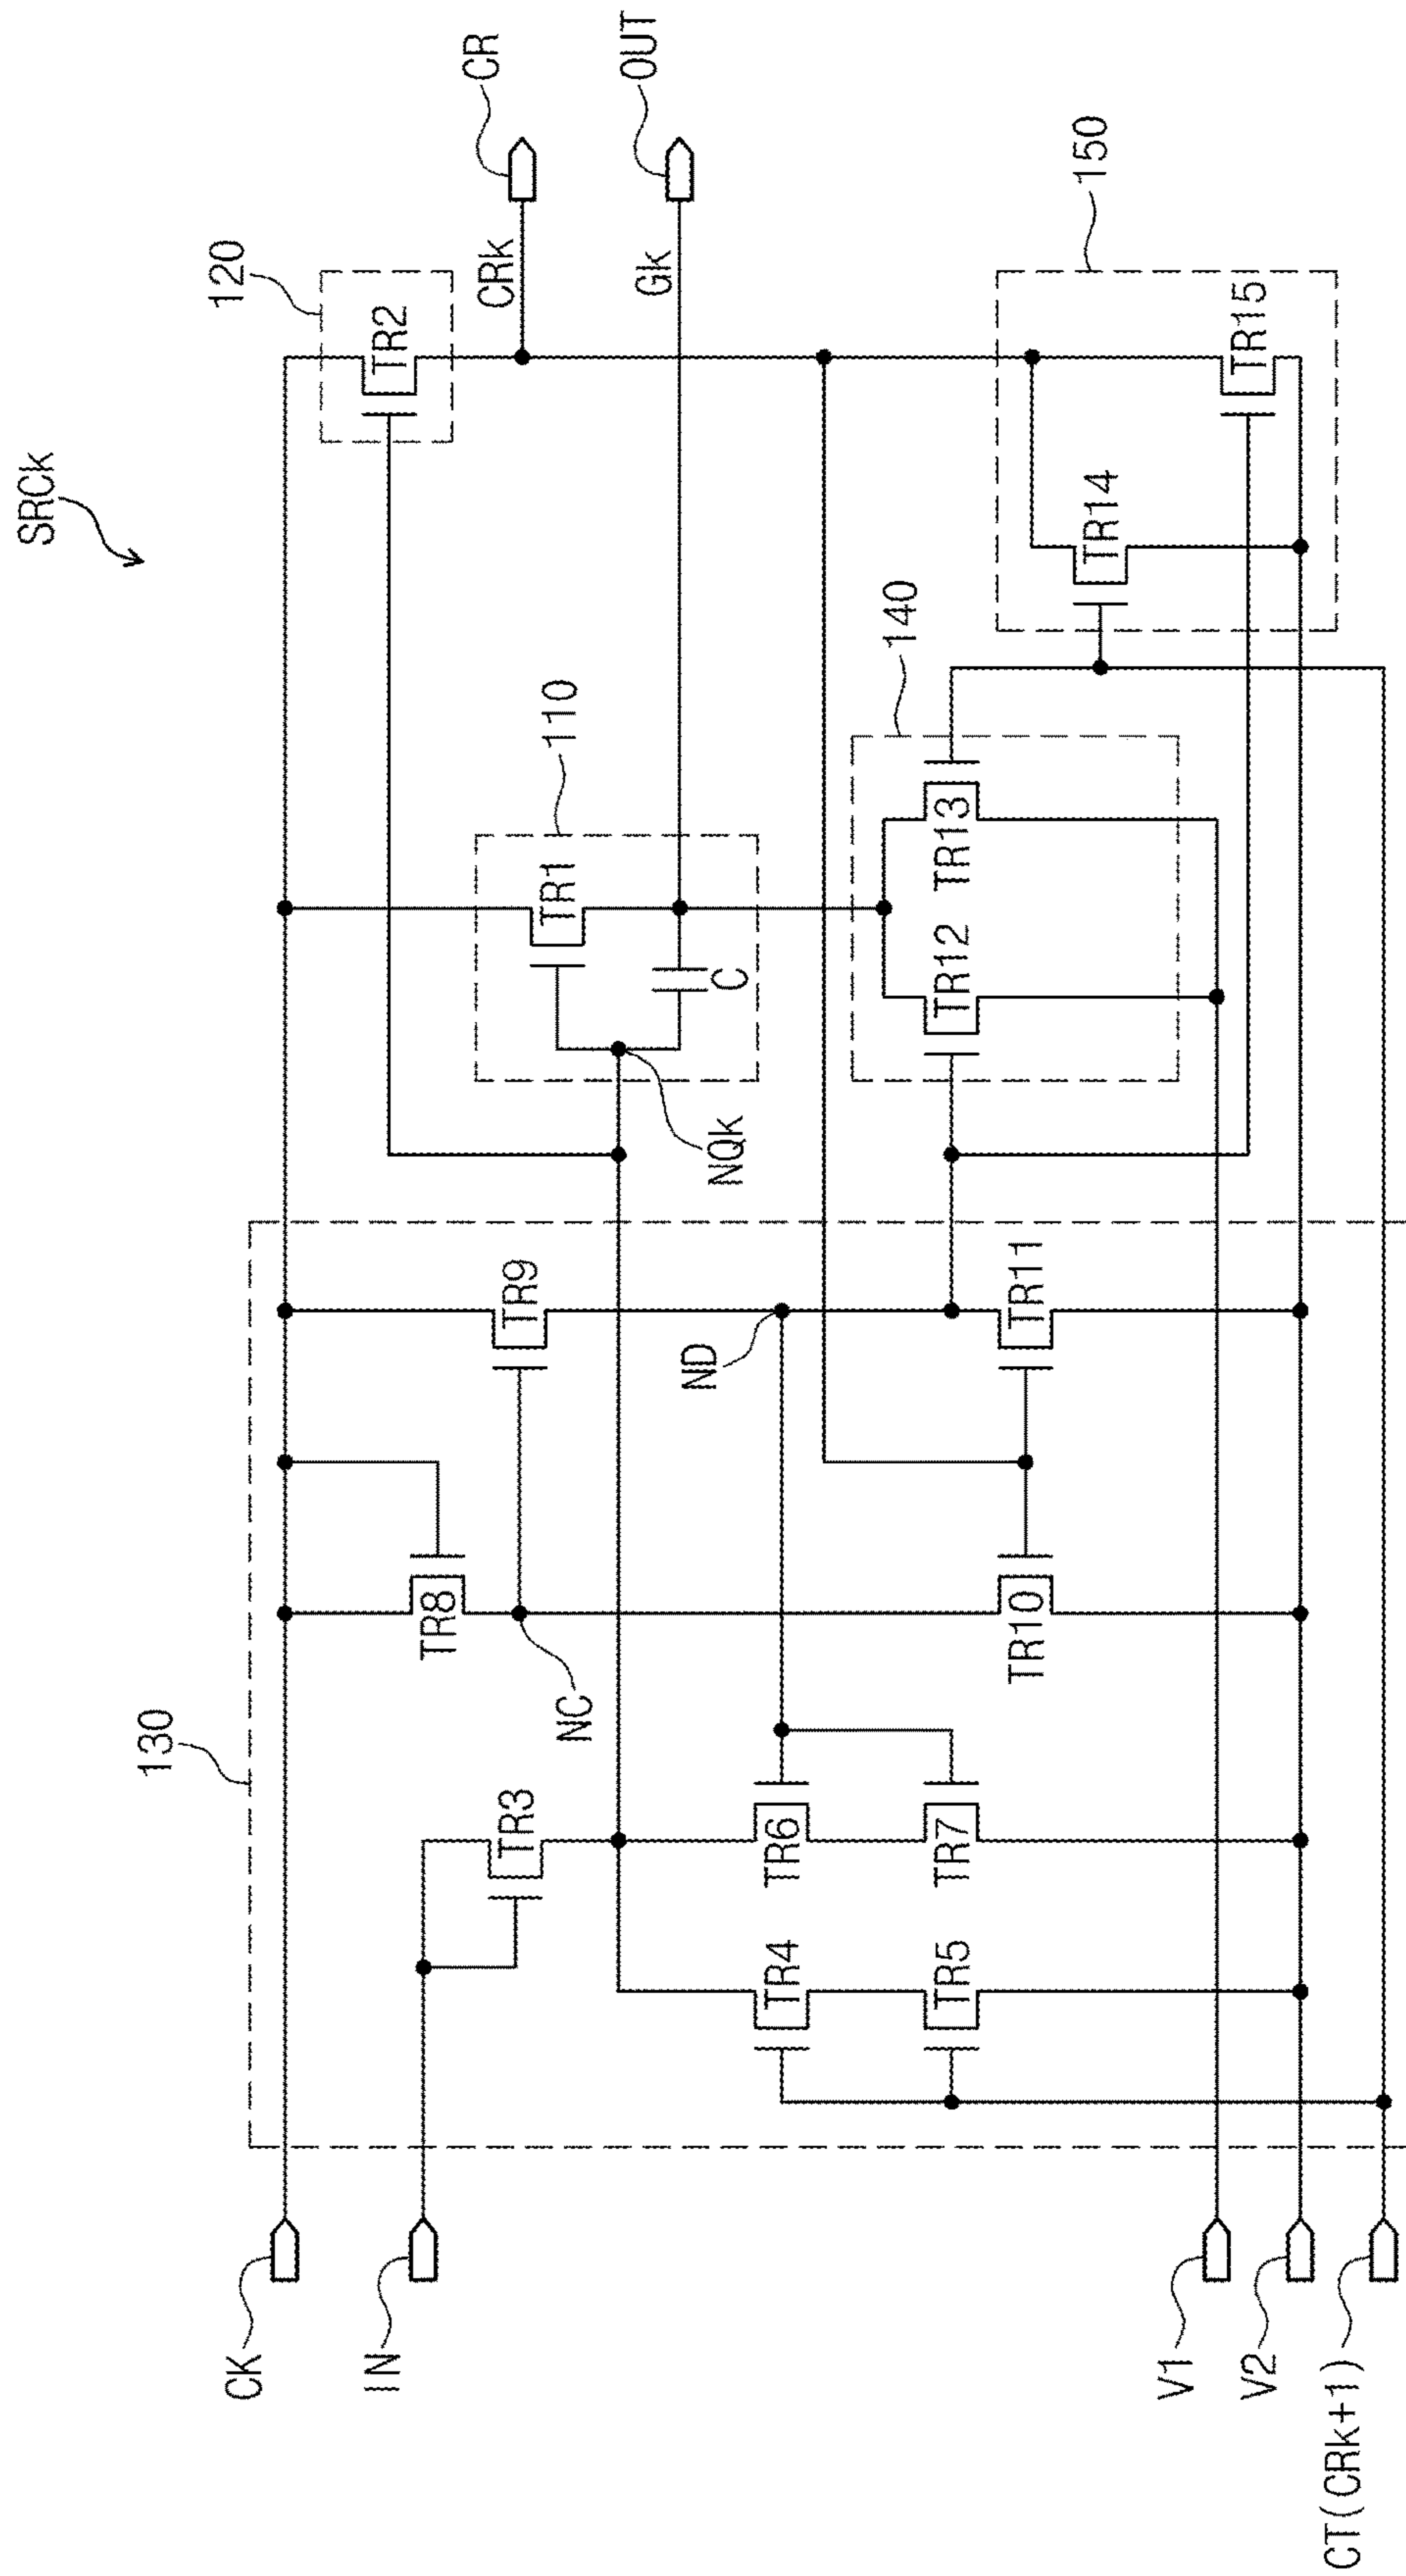 SRCk
CR
OUT
120
TR2
CRk
Gk
150
TR15
TR14
140
110
TR1
C
NQk
TR13
TR12
130
TR9
ND
TR11
TR8
NC
TR10
TR3
TR6
TR7
TR4
TR5
CK
IN
V1
V2
CT(CRk+1)